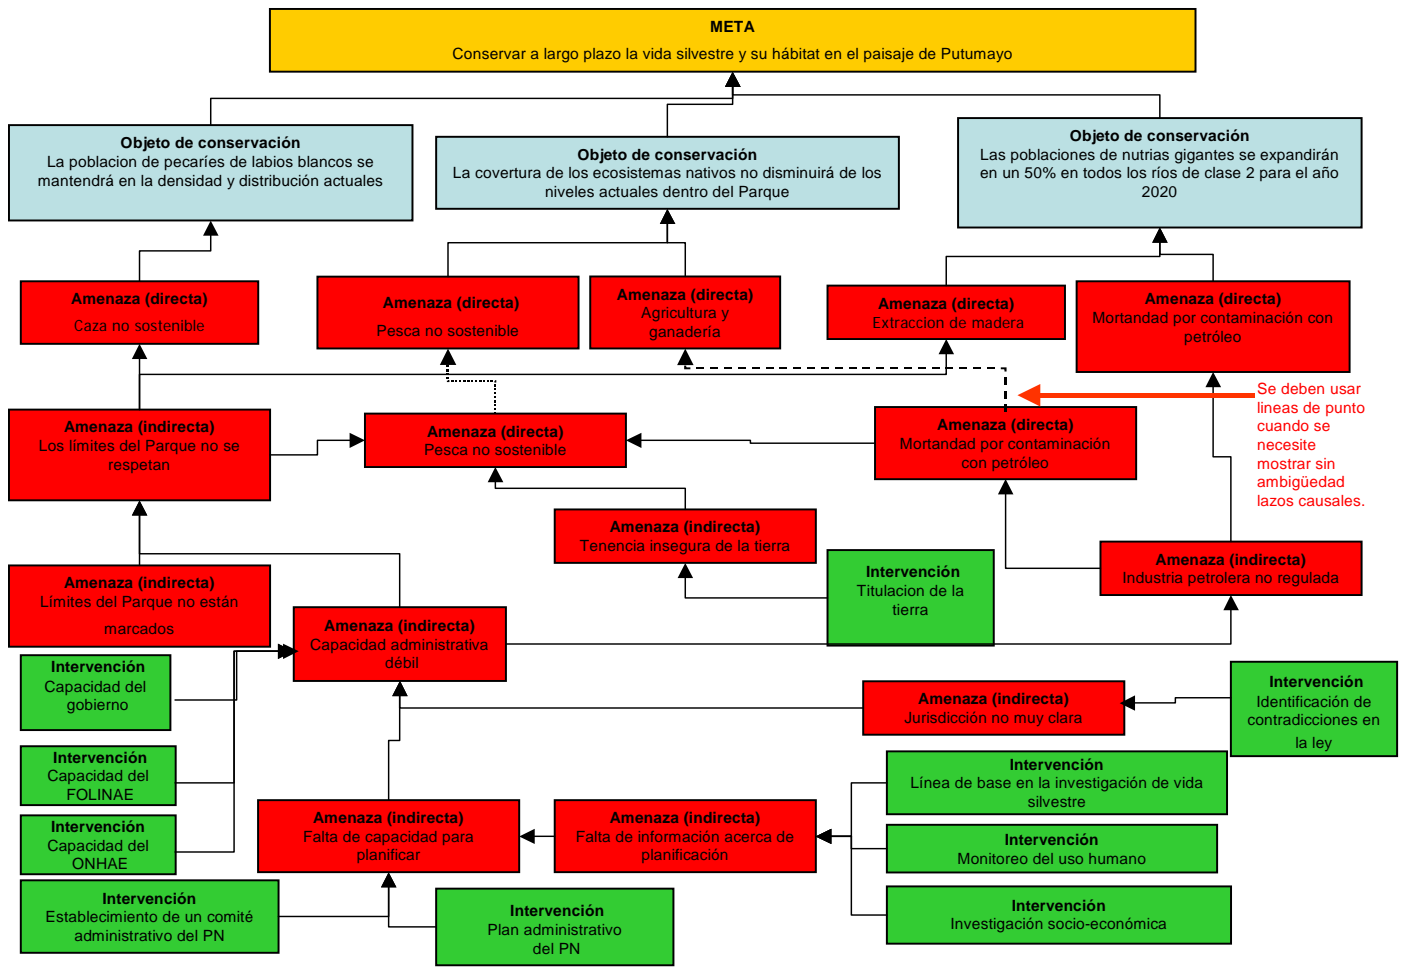 META
Conservar a largo plazo la vida silvestre y su hábitat en el paisaje de Putumayo
Objeto de conservación
La poblacion de pecaríes de labios blancos se
mantendrá en la densidad y distribución actuales
Objeto de conservación
La covertura de los ecosistemas nativos no disminuirá de los
niveles actuales dentro del Parque
Objeto de conservación
Las poblaciones de nutrias gigantes se expandirán
en un 50% en todos los ríos de clase 2 para el año
2020
Amenaza (directa)
Caza no sostenible
Amenaza (directa)
Pesca no sostenible
Amenaza (directa)
Agricultura y
ganadería
Amenaza (directa)
Extraccion de madera
Amenaza (directa)
Mortandad por contaminación con
petróleo
Se deben usar
lineas de punto
cuando se
necesite
mostrar sin
ambigüedad
lazos causales.
Amenaza (indirecta)
Los límites del Parque no se
respetan
Amenaza (directa)
Pesca no sostenible
Amenaza (directa)
Mortandad por contaminación
con petróleo
Amenaza (indirecta)
Tenencia insegura de la tierra
Intervención
Titulacion de la
tierra
Amenaza (indirecta)
Industria petrolera no regulada
Amenaza (indirecta)
Límites del Parque no están
marcados
Amenaza (indirecta)
Capacidad administrativa
débil
Intervención
Capacidad del
gobierno
Amenaza (indirecta)
Jurisdicción no muy clara
Intervención
Identificación de
contradicciones en
la ley
Intervención
Capacidad del
FOLINAE
Intervención
Línea de base en la investigación de vida
silvestre
Intervención
Capacidad del
ONHAE
Amenaza (indirecta)
Falta de capacidad para
planificar
Amenaza (indirecta)
Falta de información acerca de
planificación
Intervención
Monitoreo del uso humano
Intervención
Establecimiento de un comité
administrativo del PN
Intervención
Plan administrativo
del PN
Intervención
Investigación socio-económica